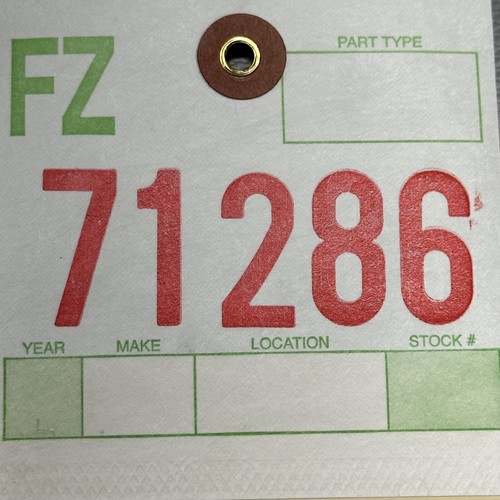 FZ
PART TYPE
71286
YEAR MAKE LOCATION STOCK #